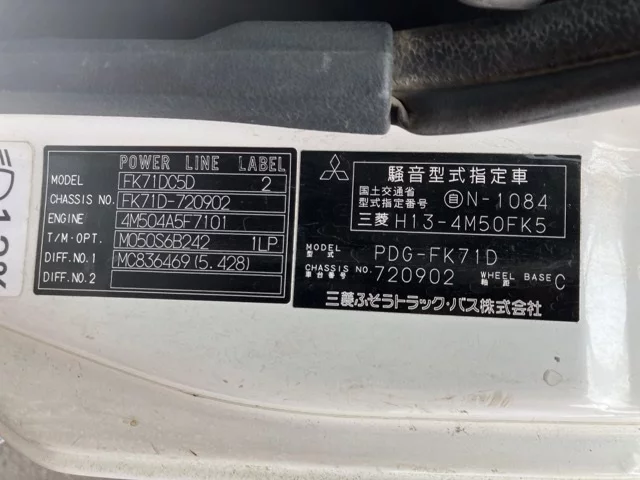 POWER LINE LABEL
MODEL FK71DC5D 2
CHASSIS NO. FK71D-720902
ENGINE 4M504A5F7101
T/M·OPT. MO50S6B242 1LP
DIFF.NO.1 MC836469(5.428)
DIFF.NO.2
騒音型式指定車
国土交通省
型式指定番号 自N-1084
三菱 H13-4M50FK5
MODEL
型式 PDG-FK71D
CHASSIS NO.
車台番号 720902 WHEEL BASE
軸距 C
三菱ふそうトラック・バス株式会社